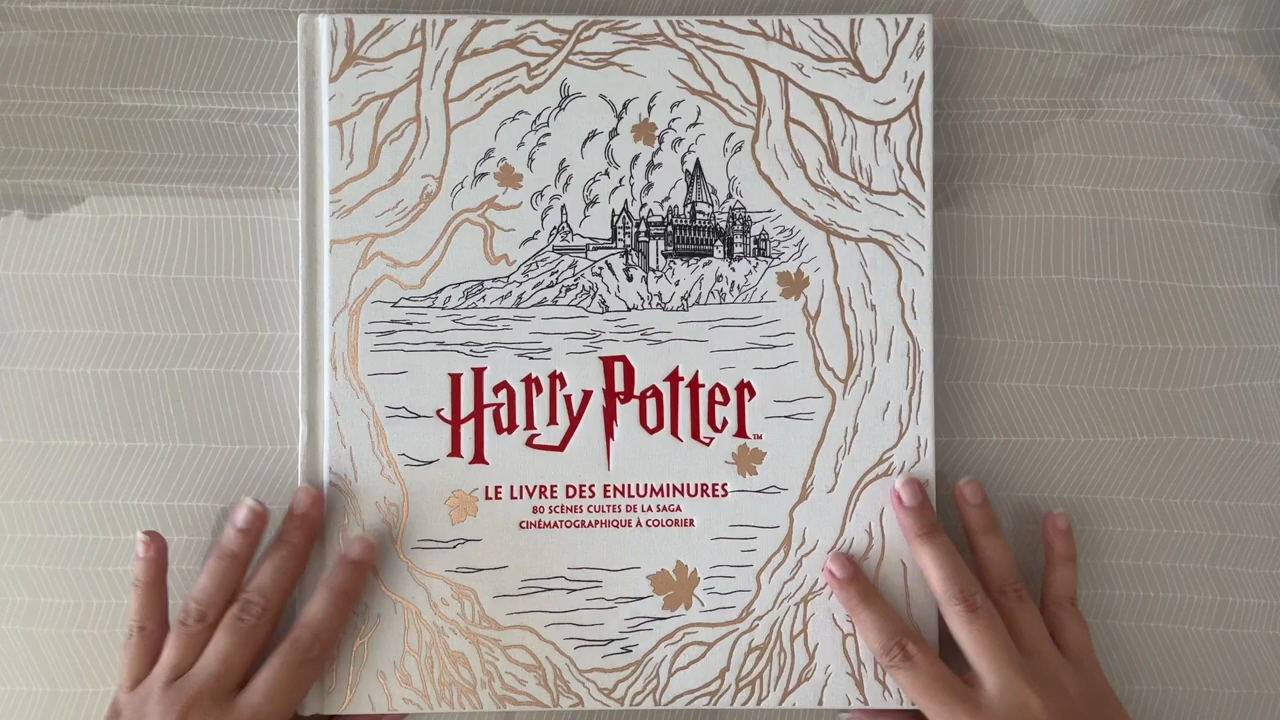 Harry Potter™
LE LIVRE DES ENLUMINURES
80 SCÈNES CULTES DE LA SAGA
CINÉMATOGRAPHIQUE À COLORIER